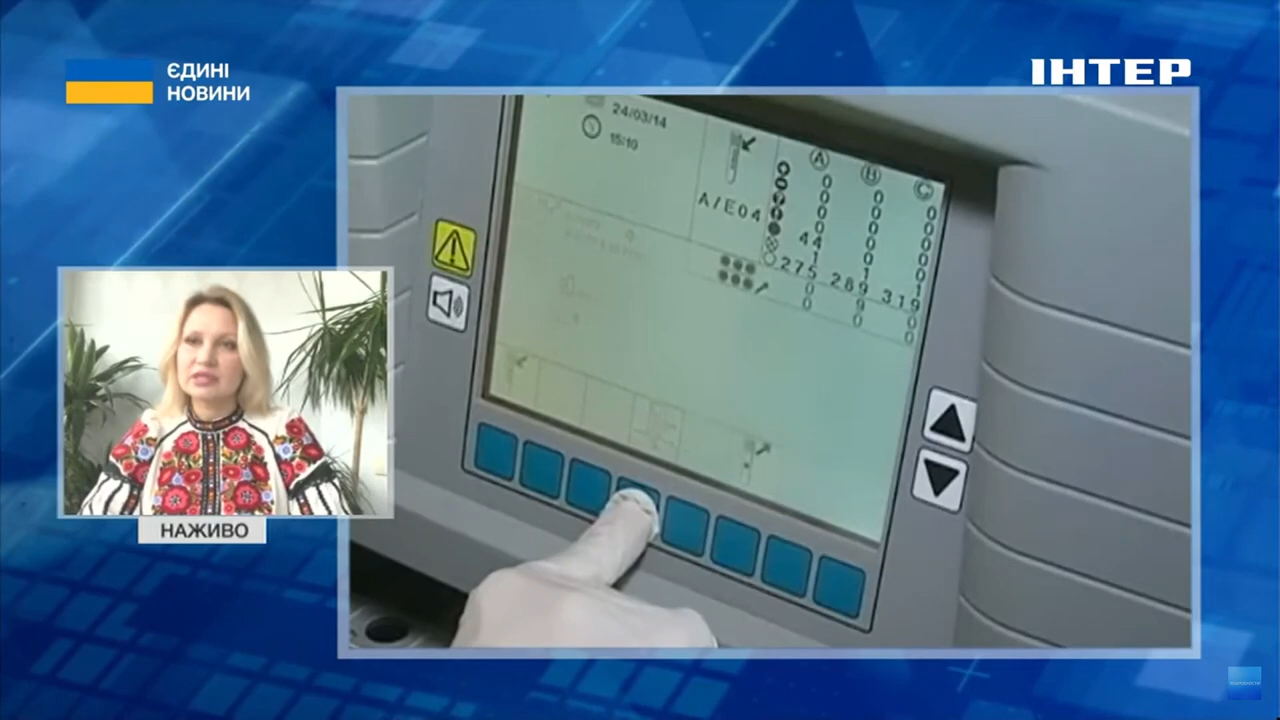 ЄДИНІ
НОВИНИ
ІНТЕР
24/03/14
15:10
A/E04
A B C
0 0 0
0 0 0
0 0 0
0 0 0
44 0 0
1 1 0
275 289 319
0 9 0
0 0 0
НАЖИВО